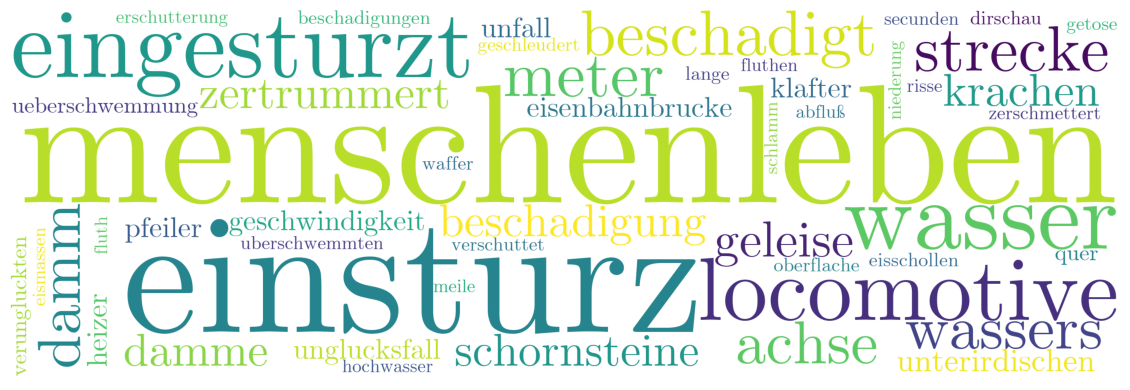 erschutterung
beschadigungen
unfall
beschadigt
secunden
dirschau
getose
eingesturzt
geschleudert
strecke
meter
lange
fluthen
niederung
ueberschwemmung
zertrummert
eisenbahnbrucke
klafter
risse
krachen
abfluß
zerschmettert
menschenleben
schlamm
waffer
damm
fluth
pfeiler
geschwindigkeit
beschadigung
wasser
uberschwemmten
verschuttet
geleise
quer
oberflache
eisschollen
verungluckten
eismassen
einsturz
meile
locomotive
heizer
wassers
damme
unglucksfall
hochwasser
schornsteine
achse
unterirdischen